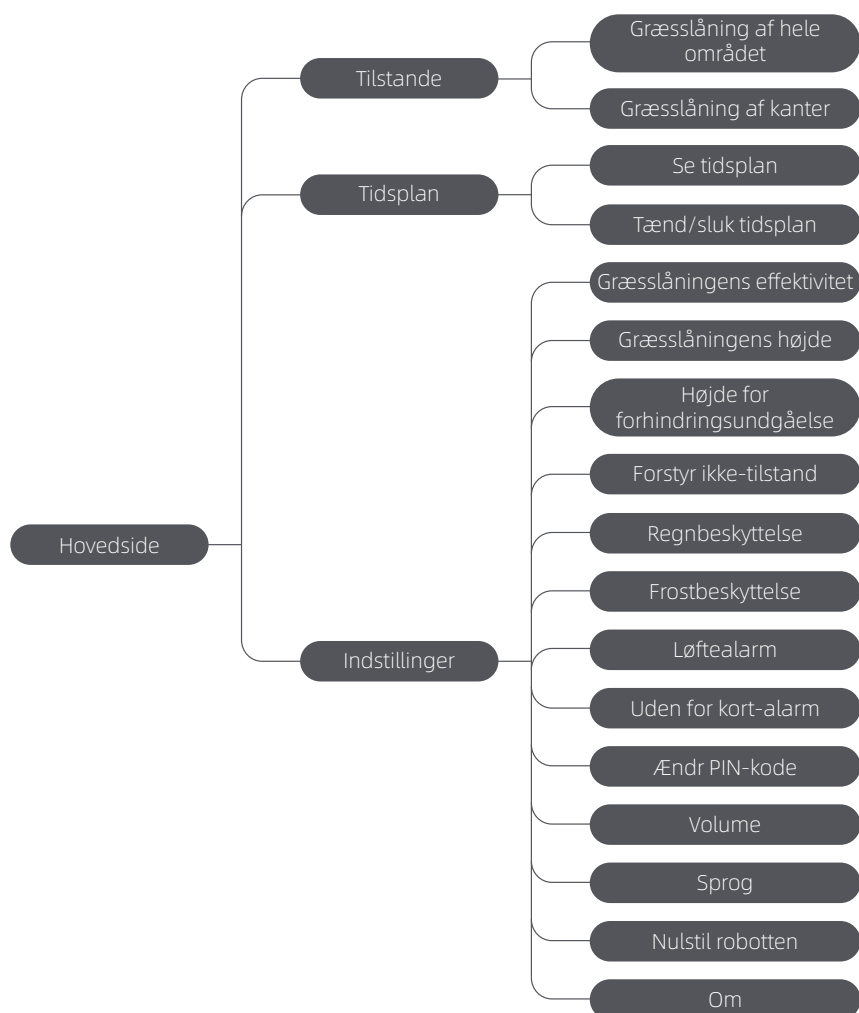 Hovedside
Tilstande
Græsslåning af hele
området
Græsslåning af kanter
Tidsplan
Se tidsplan
Tænd/sluk tidsplan
Indstillinger
Græsslåningens effektivitet
Græsslåningens højde
Højde for
forhindringsundgåelse
Forstyr ikke-tilstand
Regnbeskyttelse
Frostbeskyttelse
Løftealarm
Uden for kort-alarm
Ændr PIN-kode
Volume
Sprog
Nulstil robotten
Om